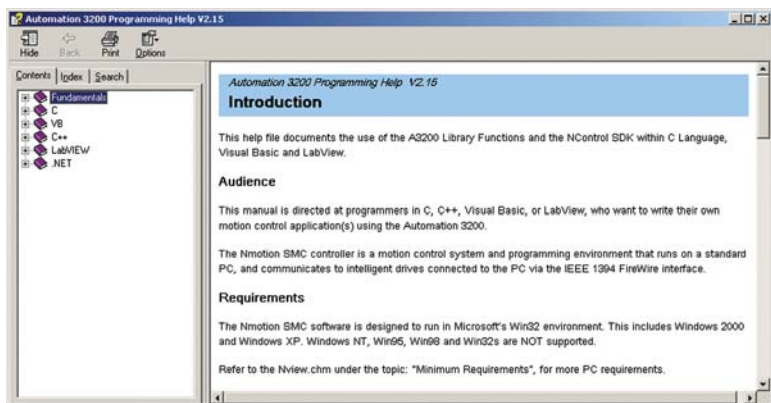 Automation 3200 Programming Help V2.15
Hide Back Print Options
Contents Index Search
Fundamentals
C
VB
C++
LabVIEW
.NET
Automation 3200 Programming Help V2.15
Introduction
This help file documents the use of the A3200 Library Functions and the NControl SDK within C Language,
Visual Basic and LabView.
Audience
This manual is directed at programmers in C, C++, Visual Basic, or LabView, who want to write their own
motion control application(s) using the Automation 3200.
The Nmotion SMC controller is a motion control system and programming environment that runs on a standard
PC, and communicates to intelligent drives connected to the PC via the IEEE 1394 FireWire interface.
Requirements
The Nmotion SMC software is designed to run in Microsoft's Win32 environment. This includes Windows 2000
and Windows XP. Windows NT, Win95, Win98 and Win32s are NOT supported.
Refer to the Nview.chm under the topic: "Minimum Requirements", for more PC requirements.